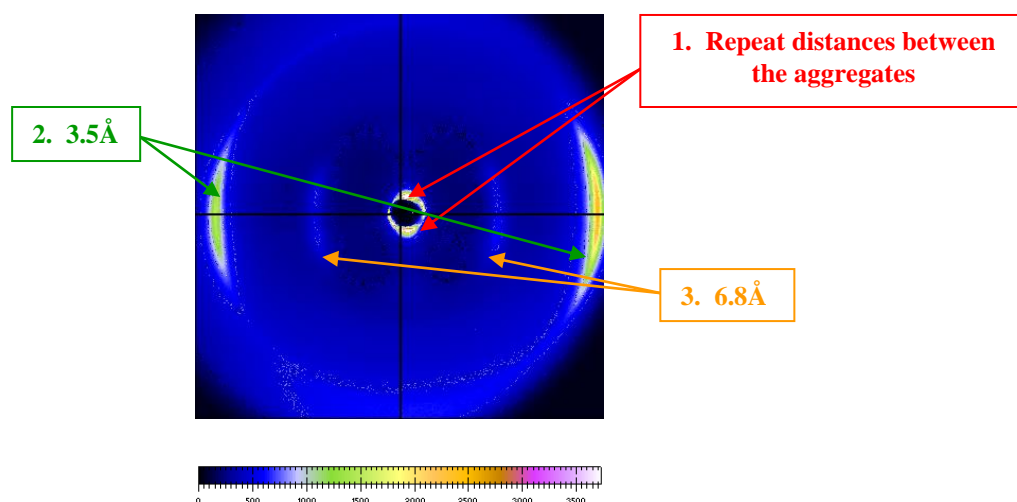 1. Repeat distances between
the aggregates
2. 3.5Å
3. 6.8Å
0 500 1000 1500 2000 2500 3000 3500